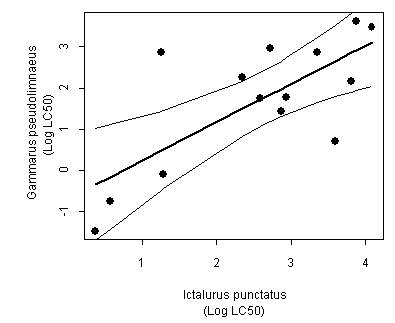 Gammarus pseudolimnaeus
(Log LC50)
3
2
1
0
-1
1 2 3 4
Ictalurus punctatus
(Log LC50)